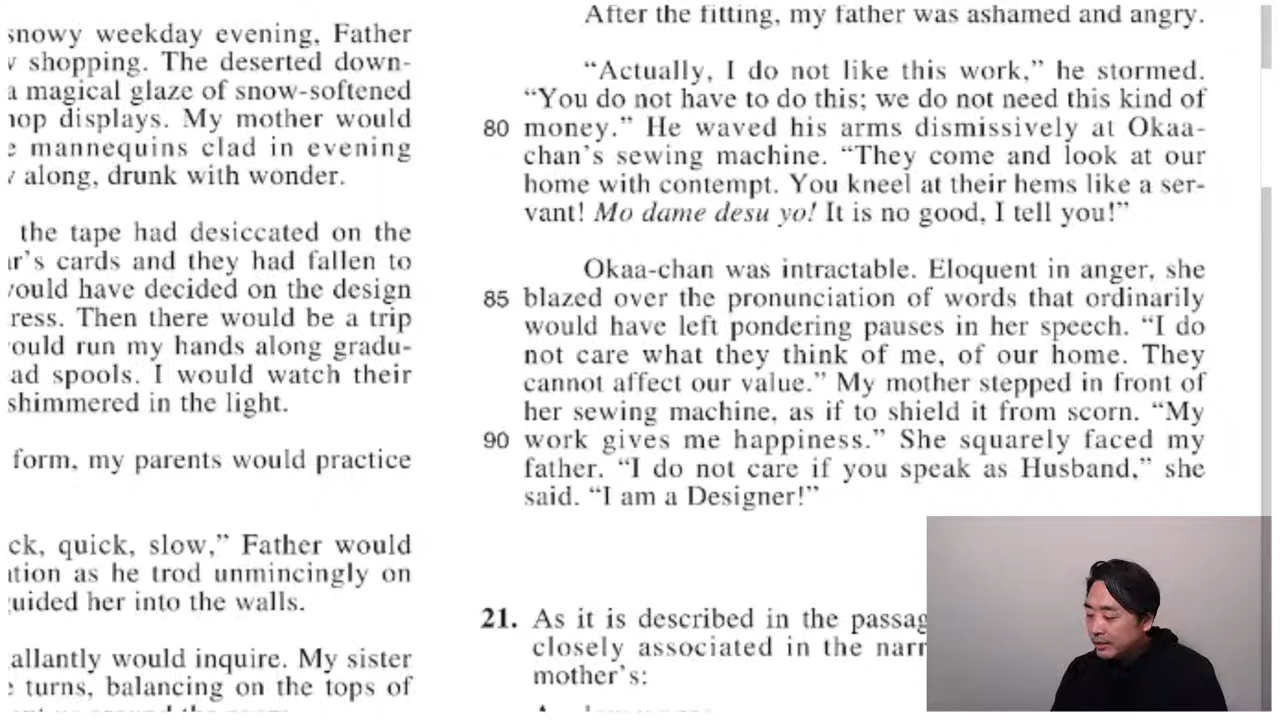 snowy weekday evening, Father
shopping. The deserted down-
a magical glaze of snow-softened
displays. My mother would
mannequins clad in evening
along, drunk with wonder.
the tape had desiccated on the
cards and they had fallen to
would have decided on the design
Then there would be a trip
would run my hands along gradu-
spools. I would watch their
shimmered in the light.
form, my parents would practice
quick, slow,” Father would
as he trod unmincingly on
guided her into the walls.
would inquire. My sister
turns, balancing on the tops of
After the fitting, my father was ashamed and angry.
“Actually, I do not like this work,” he stormed.
“You do not have to do this; we do not need this kind of
80 money.” He waved his arms dismissively at Okaa-
chan’s sewing machine. “They come and look at our
home with contempt. You kneel at their hems like a ser-
vant! Mo dame desu yo! It is no good, I tell you!”
Okaa-chan was intractable. Eloquent in anger, she
85 blazed over the pronunciation of words that ordinarily
would have left pondering pauses in her speech. “I do
not care what they think of me, of our home. They
cannot affect our value.” My mother stepped in front of
her sewing machine, as if to shield it from scorn. “My
90 work gives me happiness.” She squarely faced my
father. “I do not care if you speak as Husband,” she
said. “I am a Designer!”
21. As it is described in the
closely associated in the
mother’s: